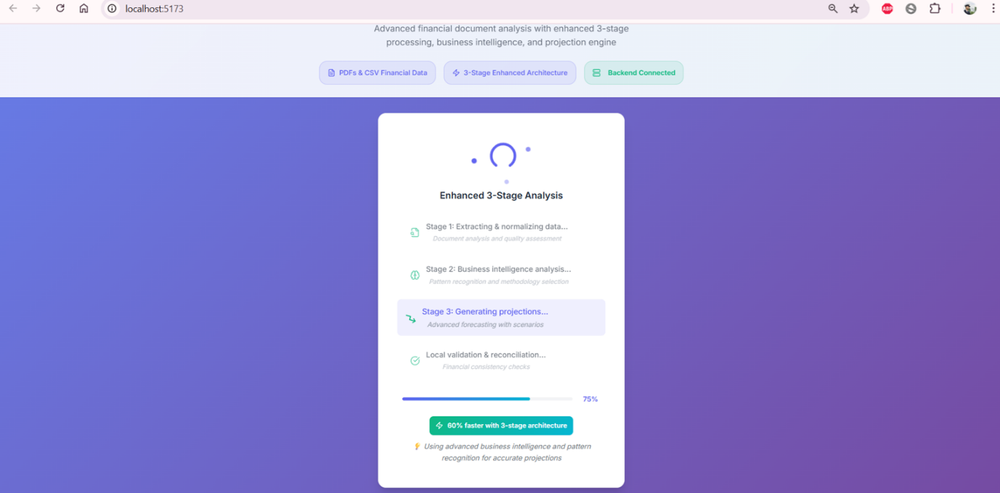 localhost:5173
ABP
Advanced financial document analysis with enhanced 3-stage
processing, business intelligence, and projection engine
PDFs & CSV Financial Data
3-Stage Enhanced Architecture
Backend Connected
Enhanced 3-Stage Analysis
Stage 1: Extracting & normalizing data...
Document analysis and quality assessment
Stage 2: Business intelligence analysis...
Pattern recognition and methodology selection
Stage 3: Generating projections...
Advanced forecasting with scenarios
Local validation & reconciliation...
Financial consistency checks
75%
60% faster with 3-stage architecture
Using advanced business intelligence and pattern
recognition for accurate projections